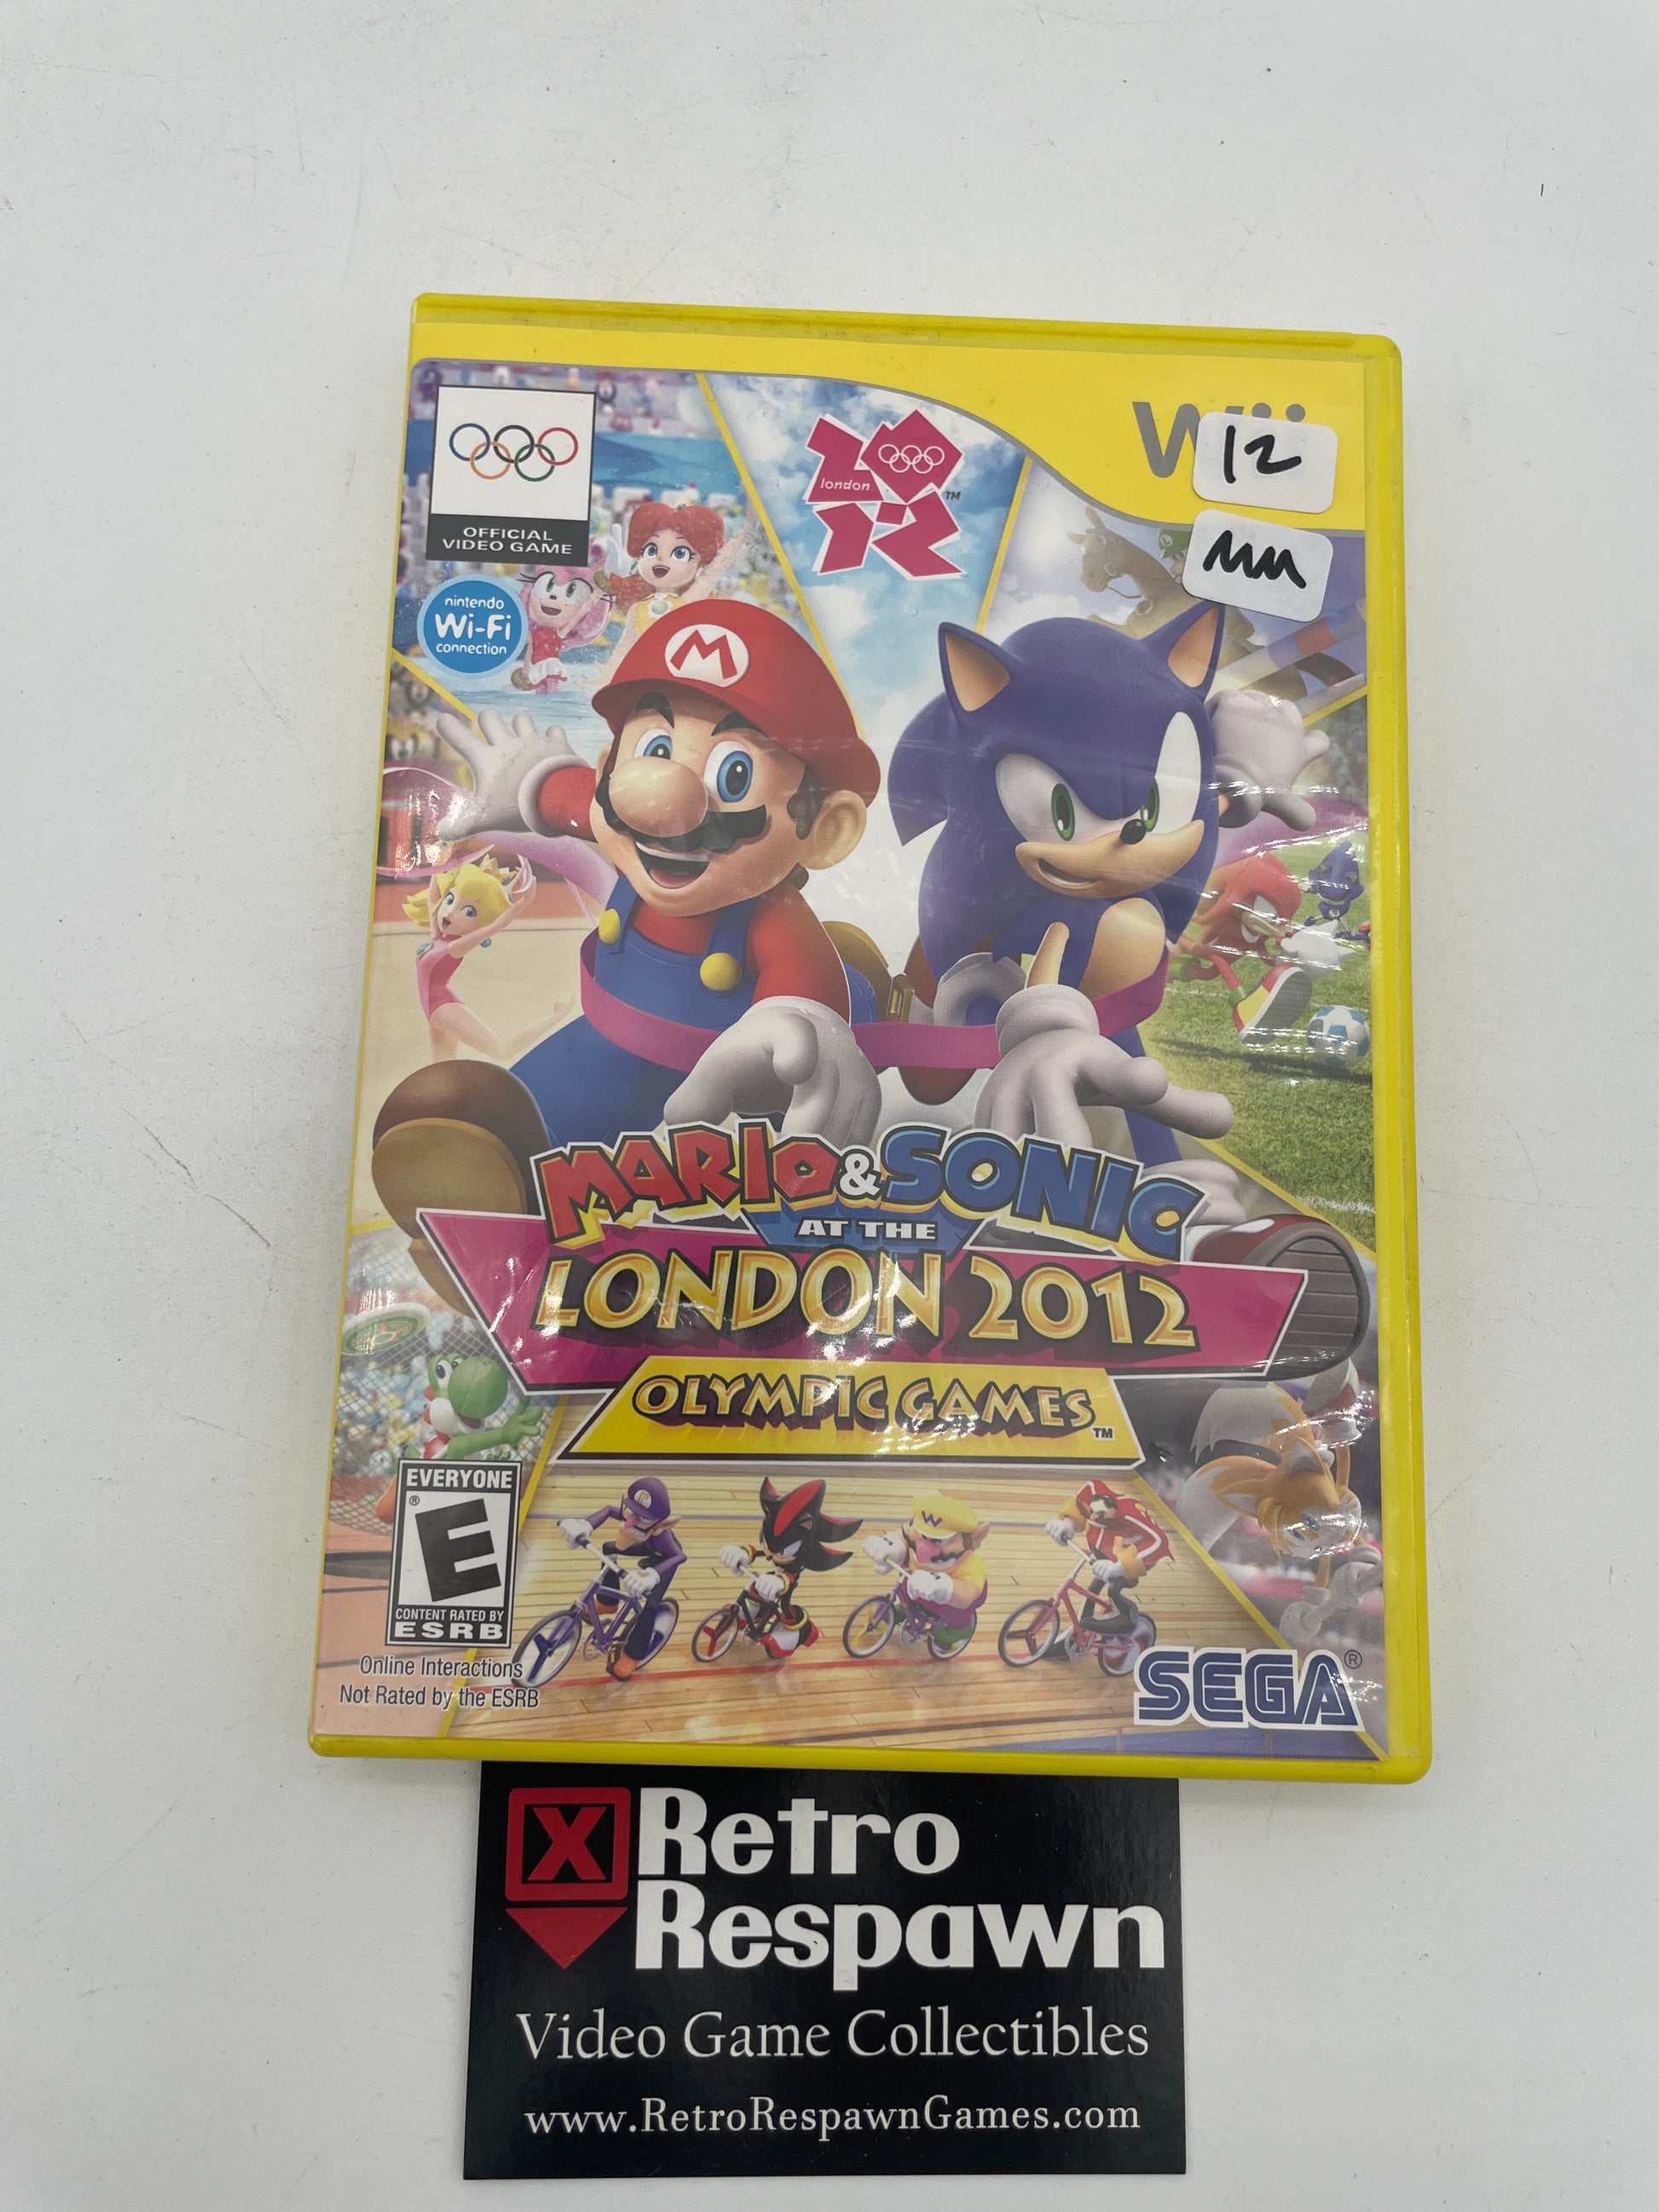 OFFICIAL
VIDEO GAME
nintendo
Wi-Fi
connection
london
TM
Wii
12
MM
M
MARIO & SONIC
AT THE
LONDON 2012
OLYMPIC GAMES™
EVERYONE
E
®
CONTENT RATED BY
ESRB
Online Interactions
Not Rated by the ESRB
W
SEGA®
X
Retro
Respawn
Video Game Collectibles
www.RetroRespawnGames.com